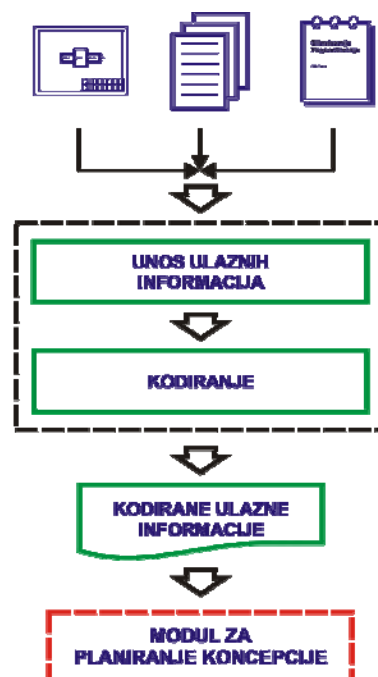 UNOS ULAZNIH
INFORMACIJA
KODIRANJE
KODIRANE ULAZNE
INFORMACIJE
MODUL ZA
PLANIRANJE KONCEPCIJE